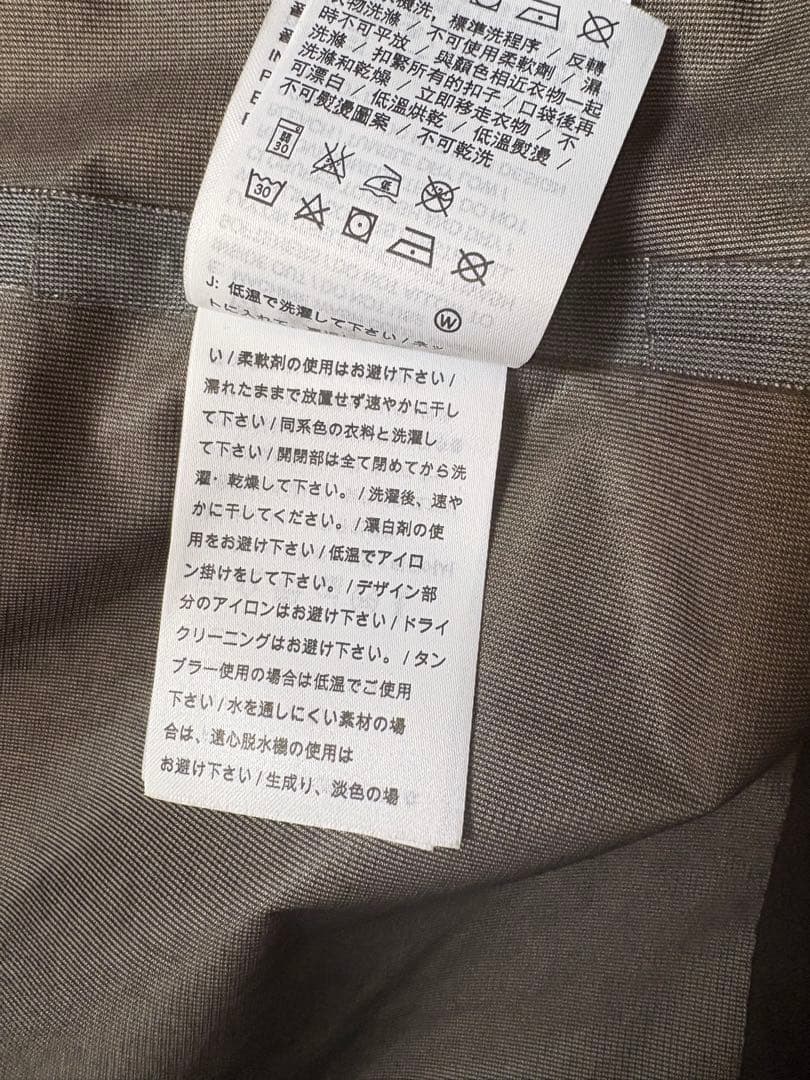 機洗，標準洗程序 / 反轉
衣物洗滌 / 不可使用柔軟劑 / 濕
時不可平放 / 與顏色相近衣物一起
洗滌 / 扣緊所有的扣子 / 口袋後再
洗滌和乾燥 / 立即移走衣物 / 不
可漂白 / 低溫烘乾 / 低溫熨燙 /
不可熨燙圖案 / 不可乾洗
30
低
30
J: 低温で洗濯して下さい /
W
い / 柔軟剤の使用はお避け下さい /
濡れたままで放置せず速やかに干し
て下さい / 同系色の衣料と洗濯し
て下さい / 開閉部は全て閉めてから洗
濯・乾燥して下さい。 / 洗濯後、速や
かに干してください。 / 漂白剤の使
用をお避け下さい / 低温でアイロ
ン掛けをして下さい。 / デザイン部
分のアイロンはお避け下さい / ドライ
クリーニングはお避け下さい。 / タン
ブラー使用の場合は低温でご使用
下さい / 水を通しにくい素材の場
合は、遠心脱水機の使用は
お避け下さい / 生成り、淡色の場